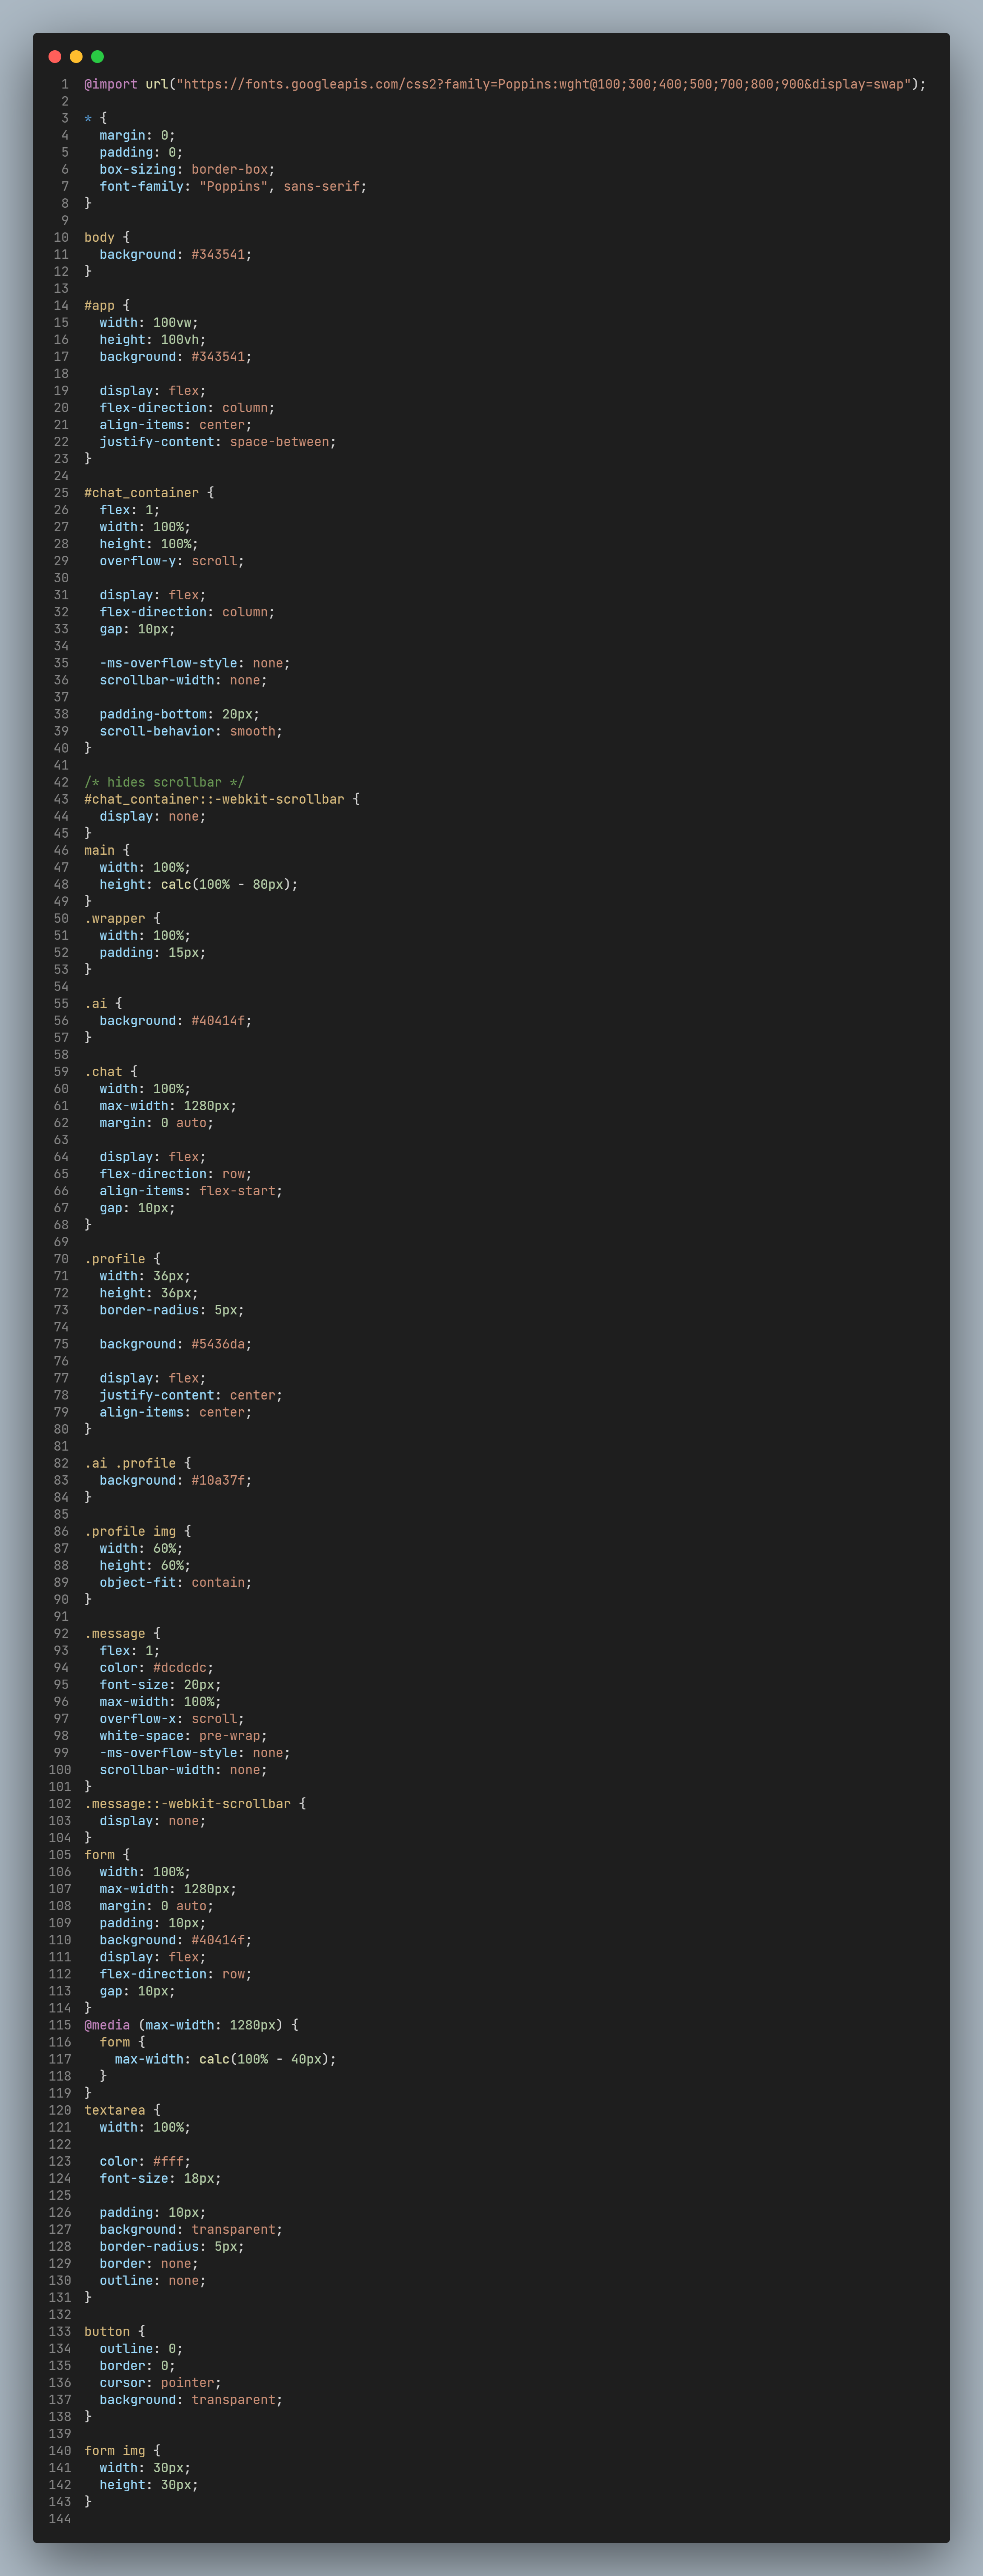 1 @import url("https://fonts.googleapis.com/css2?family=Poppins:wght@100;300;400;500;700;800;900&display=swap");
2
3 * {
4   margin: 0;
5   padding: 0;
6   box-sizing: border-box;
7   font-family: "Poppins", sans-serif;
8 }
9
10 body {
11   background: #343541;
12 }
13
14 #app {
15   width: 100vw;
16   height: 100vh;
17   background: #343541;
18
19   display: flex;
20   flex-direction: column;
21   align-items: center;
22   justify-content: space-between;
23 }
24
25 #chat_container {
26   flex: 1;
27   width: 100%;
28   height: 100%;
29   overflow-y: scroll;
30
31   display: flex;
32   flex-direction: column;
33   gap: 10px;
34
35   -ms-overflow-style: none;
36   scrollbar-width: none;
37
38   padding-bottom: 20px;
39   scroll-behavior: smooth;
40 }
41
42 /* hides scrollbar */
43 #chat_container::-webkit-scrollbar {
44   display: none;
45 }
46 main {
47   width: 100%;
48   height: calc(100% - 80px);
49 }
50 .wrapper {
51   width: 100%;
52   padding: 15px;
53 }
54
55 .ai {
56   background: #40414f;
57 }
58
59 .chat {
60   width: 100%;
61   max-width: 1280px;
62   margin: 0 auto;
63
64   display: flex;
65   flex-direction: row;
66   align-items: flex-start;
67   gap: 10px;
68 }
69
70 .profile {
71   width: 36px;
72   height: 36px;
73   border-radius: 5px;
74
75   background: #5436da;
76
77   display: flex;
78   justify-content: center;
79   align-items: center;
80 }
81
82 .ai .profile {
83   background: #10a37f;
84 }
85
86 .profile img {
87   width: 60%;
88   height: 60%;
89   object-fit: contain;
90 }
91
92 .message {
93   flex: 1;
94   color: #dcdcdc;
95   font-size: 20px;
96   max-width: 100%;
97   overflow-x: scroll;
98   white-space: pre-wrap;
99   -ms-overflow-style: none;
100   scrollbar-width: none;
101 }
102 .message::-webkit-scrollbar {
103   display: none;
104 }
105 form {
106   width: 100%;
107   max-width: 1280px;
108   margin: 0 auto;
109   padding: 10px;
110   background: #40414f;
111   display: flex;
112   flex-direction: row;
113   gap: 10px;
114 }
115 @media (max-width: 1280px) {
116   form {
117     max-width: calc(100% - 40px);
118   }
119 }
120 textarea {
121   width: 100%;
122
123   color: #fff;
124   font-size: 18px;
125
126   padding: 10px;
127   background: transparent;
128   border-radius: 5px;
129   border: none;
130   outline: none;
131 }
132
133 button {
134   outline: 0;
135   border: 0;
136   cursor: pointer;
137   background: transparent;
138 }
139
140 form img {
141   width: 30px;
142   height: 30px;
143 }
144